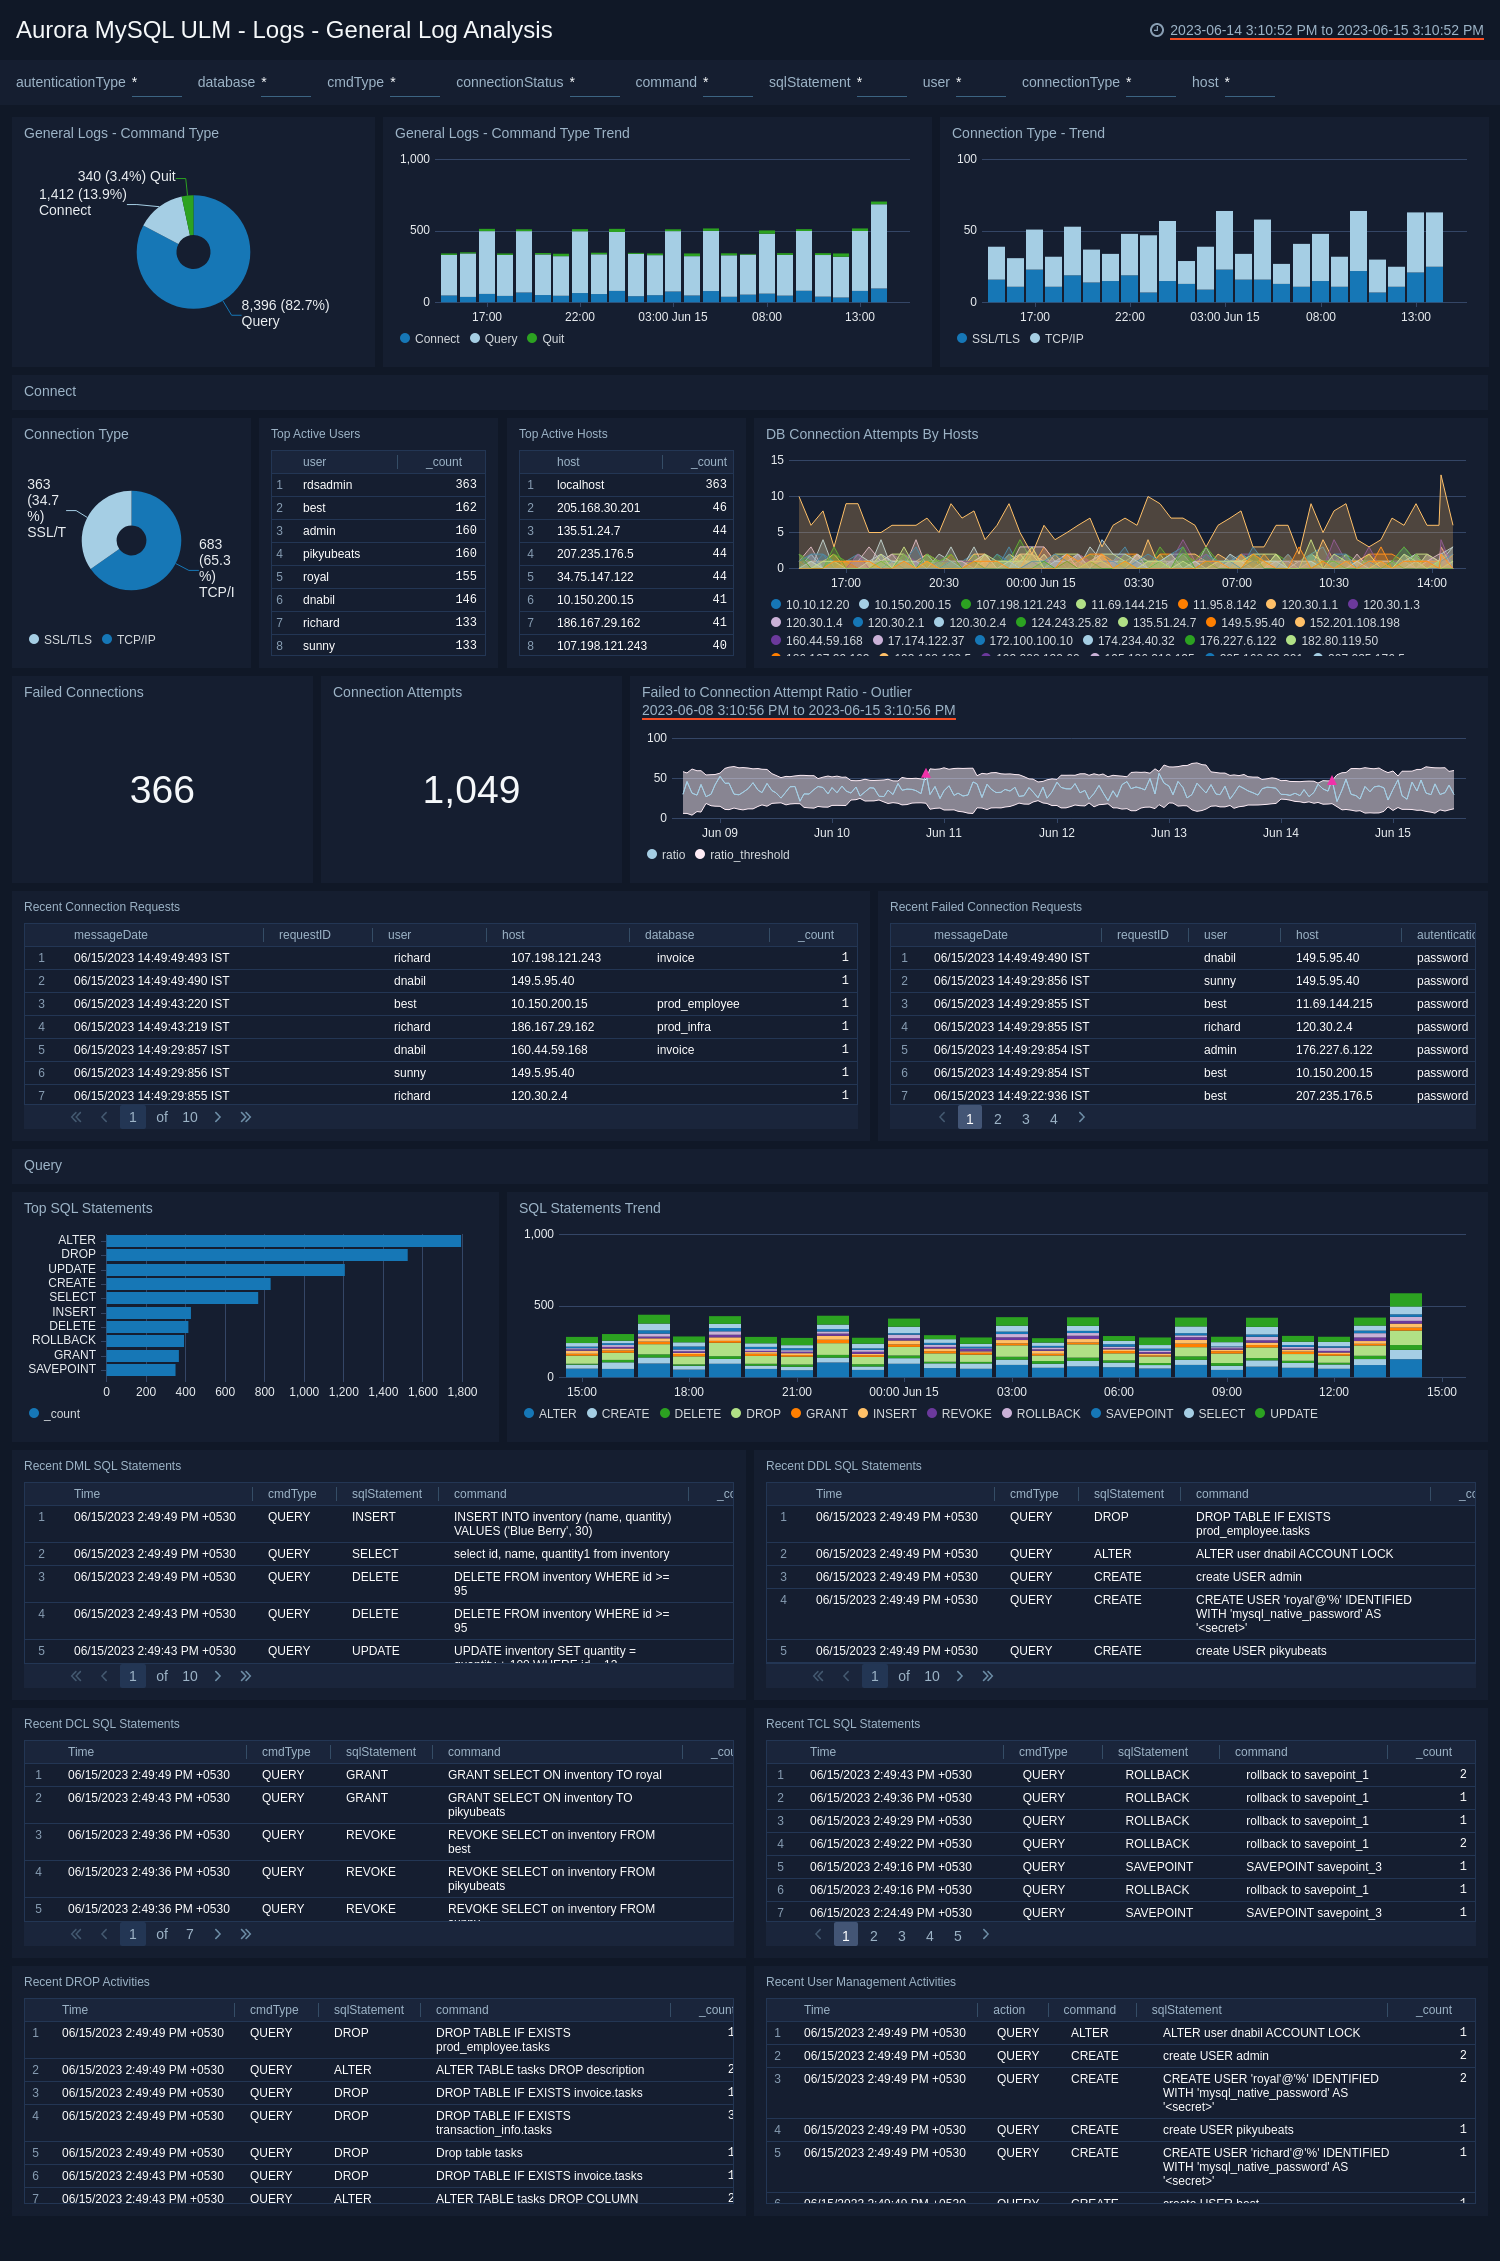 Aurora MySQL ULM - Logs - General Log Analysis
2023-06-14 3:10:52 PM to 2023-06-15 3:10:52 PM
autenticationType * database * cmdType * connectionStatus * command * sqlStatement * user * connectionType * host *
General Logs - Command Type
340 (3.4%) Quit
1,412 (13.9%)
Connect
8,396 (82.7%)
Query
General Logs - Command Type Trend
1,000
500
0
17:00 22:00 03:00 Jun 15 08:00 13:00
Connect Query Quit
Connection Type - Trend
100
50
0
17:00 22:00 03:00 Jun 15 08:00 13:00
SSL/TLS TCP/IP
Connect
Connection Type
363
(34.7
%)
SSL/T
683
(65.3
%)
TCP/I
SSL/TLS TCP/IP
Top Active Users
user _count
1 rdsadmin 363
2 best 162
3 admin 160
4 pikyubeats 160
5 royal 155
6 dnabil 146
7 richard 133
8 sunny 133
Top Active Hosts
host _count
1 localhost 363
2 205.168.30.201 46
3 135.51.24.7 44
4 207.235.176.5 44
5 34.75.147.122 44
6 10.150.200.15 41
7 186.167.29.162 41
8 107.198.121.243 40
DB Connection Attempts By Hosts
15
10
5
0
17:00 20:30 00:00 Jun 15 03:30 07:00 10:30 14:00
10.10.12.20 10.150.200.15 107.198.121.243 11.69.144.215 11.95.8.142 120.30.1.1 120.30.1.3
120.30.1.4 120.30.2.1 120.30.2.4 124.243.25.82 135.51.24.7 149.5.95.40 152.201.108.198
160.44.59.168 17.174.122.37 172.100.100.10 174.234.40.32 176.227.6.122 182.80.119.50
Failed Connections
366
Connection Attempts
1,049
Failed to Connection Attempt Ratio - Outlier
2023-06-08 3:10:56 PM to 2023-06-15 3:10:56 PM
100
50
0
Jun 09 Jun 10 Jun 11 Jun 12 Jun 13 Jun 14 Jun 15
ratio ratio_threshold
Recent Connection Requests
messageDate requestID user host database _count
1 06/15/2023 14:49:49:493 IST richard 107.198.121.243 invoice 1
2 06/15/2023 14:49:49:490 IST dnabil 149.5.95.40 1
3 06/15/2023 14:49:43:220 IST best 10.150.200.15 prod_employee 1
4 06/15/2023 14:49:43:219 IST richard 186.167.29.162 prod_infra 1
5 06/15/2023 14:49:29:857 IST dnabil 160.44.59.168 invoice 1
6 06/15/2023 14:49:29:856 IST sunny 149.5.95.40 1
7 06/15/2023 14:49:29:855 IST richard 120.30.2.4 1
1 of 10
Recent Failed Connection Requests
messageDate requestID user host autenticatio
1 06/15/2023 14:49:49:490 IST dnabil 149.5.95.40 password
2 06/15/2023 14:49:29:856 IST sunny 149.5.95.40 password
3 06/15/2023 14:49:29:855 IST best 11.69.144.215 password
4 06/15/2023 14:49:29:855 IST richard 120.30.2.4 password
5 06/15/2023 14:49:29:854 IST admin 176.227.6.122 password
6 06/15/2023 14:49:29:854 IST best 10.150.200.15 password
7 06/15/2023 14:49:22:936 IST best 207.235.176.5 password
1 2 3 4
Query
Top SQL Statements
ALTER
DROP
UPDATE
CREATE
SELECT
INSERT
DELETE
ROLLBACK
GRANT
SAVEPOINT
0 200 400 600 800 1,000 1,200 1,400 1,600 1,800
_count
SQL Statements Trend
1,000
500
0
15:00 18:00 21:00 00:00 Jun 15 03:00 06:00 09:00 12:00 15:00
ALTER CREATE DELETE DROP GRANT INSERT REVOKE ROLLBACK SAVEPOINT SELECT UPDATE
Recent DML SQL Statements
Time cmdType sqlStatement command _co
1 06/15/2023 2:49:49 PM +0530 QUERY INSERT INSERT INTO inventory (name, quantity)
VALUES ('Blue Berry', 30)
2 06/15/2023 2:49:49 PM +0530 QUERY SELECT select id, name, quantity1 from inventory
3 06/15/2023 2:49:49 PM +0530 QUERY DELETE DELETE FROM inventory WHERE id >=
95
4 06/15/2023 2:49:43 PM +0530 QUERY DELETE DELETE FROM inventory WHERE id >=
95
5 06/15/2023 2:49:43 PM +0530 QUERY UPDATE UPDATE inventory SET quantity =
1 of 10
Recent DDL SQL Statements
Time cmdType sqlStatement command _co
1 06/15/2023 2:49:49 PM +0530 QUERY DROP DROP TABLE IF EXISTS
prod_employee.tasks
2 06/15/2023 2:49:49 PM +0530 QUERY ALTER ALTER user dnabil ACCOUNT LOCK
3 06/15/2023 2:49:49 PM +0530 QUERY CREATE create USER admin
4 06/15/2023 2:49:49 PM +0530 QUERY CREATE CREATE USER 'royal'@'%' IDENTIFIED
WITH 'mysql_native_password' AS
'<secret>'
5 06/15/2023 2:49:49 PM +0530 QUERY CREATE create USER pikyubeats
1 of 10
Recent DCL SQL Statements
Time cmdType sqlStatement command _cou
1 06/15/2023 2:49:49 PM +0530 QUERY GRANT GRANT SELECT ON inventory TO royal
2 06/15/2023 2:49:43 PM +0530 QUERY GRANT GRANT SELECT ON inventory TO
pikyubeats
3 06/15/2023 2:49:36 PM +0530 QUERY REVOKE REVOKE SELECT on inventory FROM
best
4 06/15/2023 2:49:36 PM +0530 QUERY REVOKE REVOKE SELECT on inventory FROM
pikyubeats
5 06/15/2023 2:49:36 PM +0530 QUERY REVOKE REVOKE SELECT on inventory FROM
1 of 7
Recent TCL SQL Statements
Time cmdType sqlStatement command _count
1 06/15/2023 2:49:43 PM +0530 QUERY ROLLBACK rollback to savepoint_1 2
2 06/15/2023 2:49:36 PM +0530 QUERY ROLLBACK rollback to savepoint_1 1
3 06/15/2023 2:49:29 PM +0530 QUERY ROLLBACK rollback to savepoint_1 1
4 06/15/2023 2:49:22 PM +0530 QUERY ROLLBACK rollback to savepoint_1 2
5 06/15/2023 2:49:16 PM +0530 QUERY SAVEPOINT SAVEPOINT savepoint_3 1
6 06/15/2023 2:49:16 PM +0530 QUERY ROLLBACK rollback to savepoint_1 1
7 06/15/2023 2:24:49 PM +0530 QUERY SAVEPOINT SAVEPOINT savepoint_3 1
1 2 3 4 5
Recent DROP Activities
Time cmdType sqlStatement command _count
1 06/15/2023 2:49:49 PM +0530 QUERY DROP DROP TABLE IF EXISTS 1
prod_employee.tasks
2 06/15/2023 2:49:49 PM +0530 QUERY ALTER ALTER TABLE tasks DROP description 2
3 06/15/2023 2:49:49 PM +0530 QUERY DROP DROP TABLE IF EXISTS invoice.tasks 1
4 06/15/2023 2:49:49 PM +0530 QUERY DROP DROP TABLE IF EXISTS 3
transaction_info.tasks
5 06/15/2023 2:49:49 PM +0530 QUERY DROP Drop table tasks 1
6 06/15/2023 2:49:43 PM +0530 QUERY DROP DROP TABLE IF EXISTS invoice.tasks 1
7 06/15/2023 2:49:43 PM +0530 QUERY ALTER ALTER TABLE tasks DROP COLUMN 2
Recent User Management Activities
Time action command sqlStatement _count
1 06/15/2023 2:49:49 PM +0530 QUERY ALTER ALTER user dnabil ACCOUNT LOCK 1
2 06/15/2023 2:49:49 PM +0530 QUERY CREATE create USER admin 2
3 06/15/2023 2:49:49 PM +0530 QUERY CREATE CREATE USER 'royal'@'%' IDENTIFIED 2
WITH 'mysql_native_password' AS
'<secret>'
4 06/15/2023 2:49:49 PM +0530 QUERY CREATE create USER pikyubeats 1
5 06/15/2023 2:49:49 PM +0530 QUERY CREATE CREATE USER 'richard'@'%' IDENTIFIED 1
WITH 'mysql_native_password' AS
'<secret>'